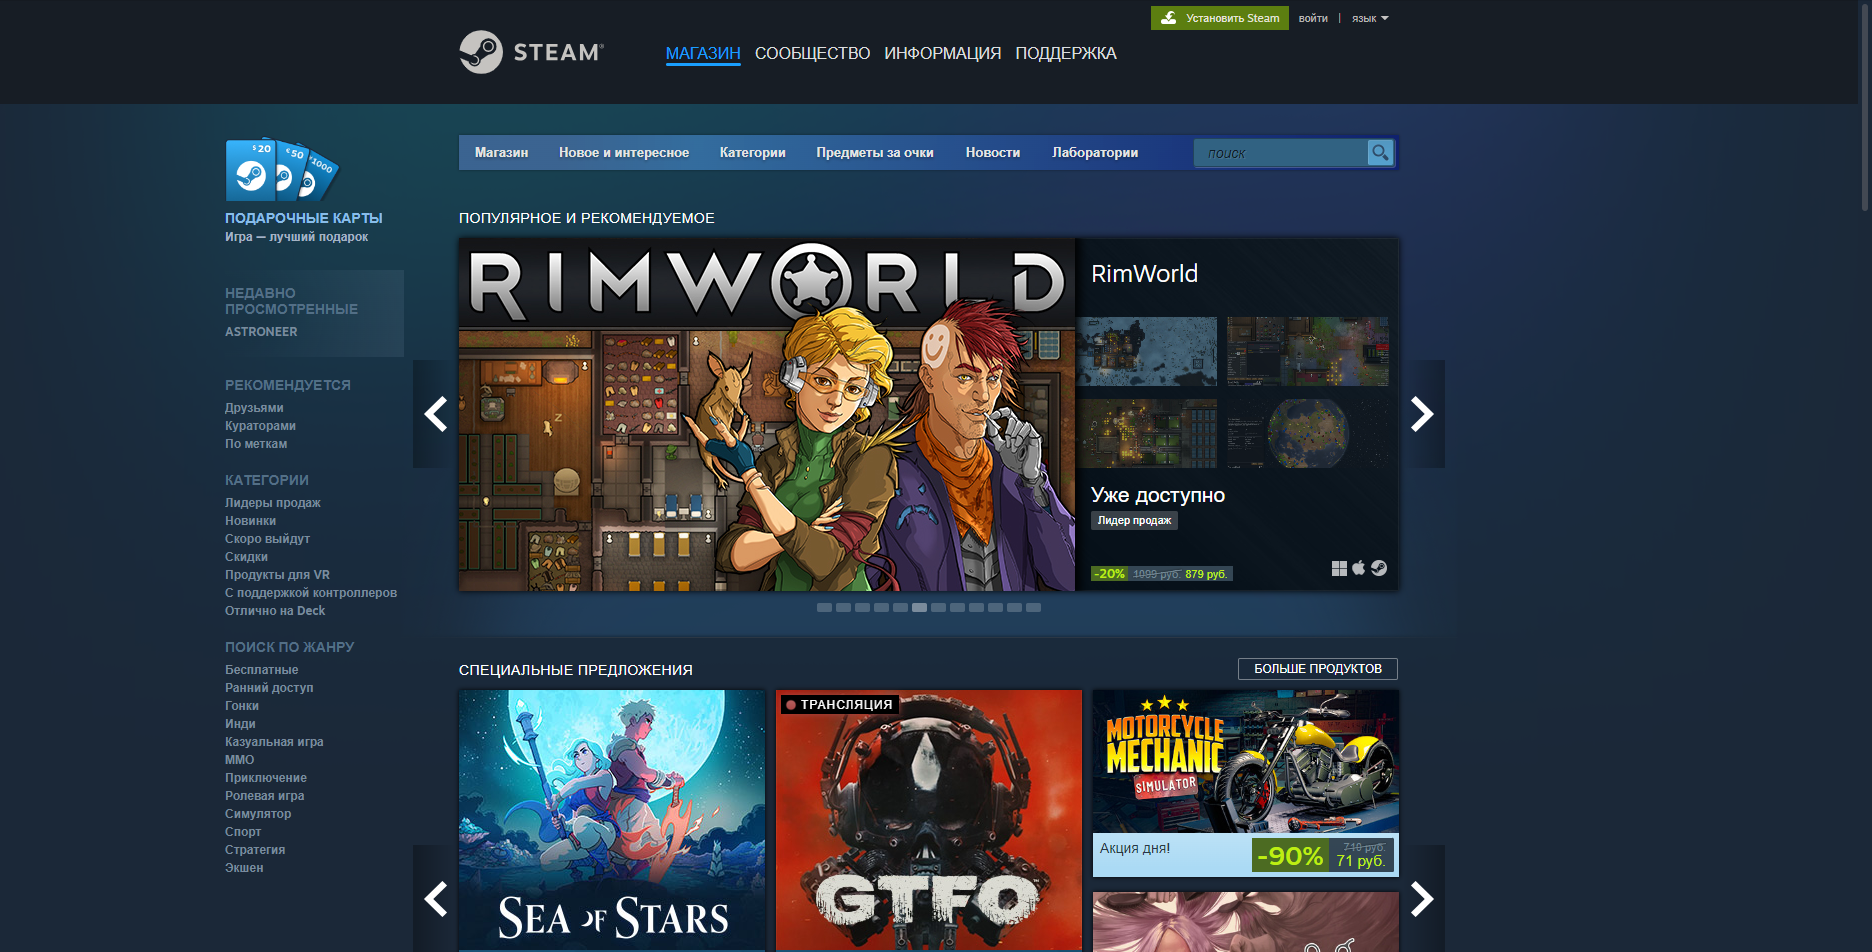 Установить Steam
войти
язык
STEAM®
МАГАЗИН СООБЩЕСТВО ИНФОРМАЦИЯ ПОДДЕРЖКА
$20
€50
1000
ПОДАРОЧНЫЕ КАРТЫ
Игра — лучший подарок
НЕДАВНО
ПРОСМОТРЕННЫЕ
ASTRONEER
РЕКОМЕНДУЕТСЯ
Друзьями
Кураторами
По меткам
КАТЕГОРИИ
Лидеры продаж
Новинки
Скоро выйдут
Скидки
Продукты для VR
С поддержкой контроллеров
Отлично на Deck
ПОИСК ПО ЖАНРУ
Бесплатные
Ранний доступ
Гонки
Инди
Казуальная игра
ММО
Приключение
Ролевая игра
Симулятор
Спорт
Стратегия
Экшен
Магазин Новое и интересное Категории Предметы за очки Новости Лаборатории
поиск
ПОПУЛЯРНОЕ И РЕКОМЕНДУЕМОЕ
RIMWORLD
RimWorld
Уже доступно
Лидер продаж
-20% 1099 руб. 879 руб.
СПЕЦИАЛЬНЫЕ ПРЕДЛОЖЕНИЯ
БОЛЬШЕ ПРОДУКТОВ
SEA OF STARS
ТРАНСЛЯЦИЯ
GTFO
MOTORCYCLE
MECHANIC
SIMULATOR
Акция дня!
-90%
710 руб.
71 руб.